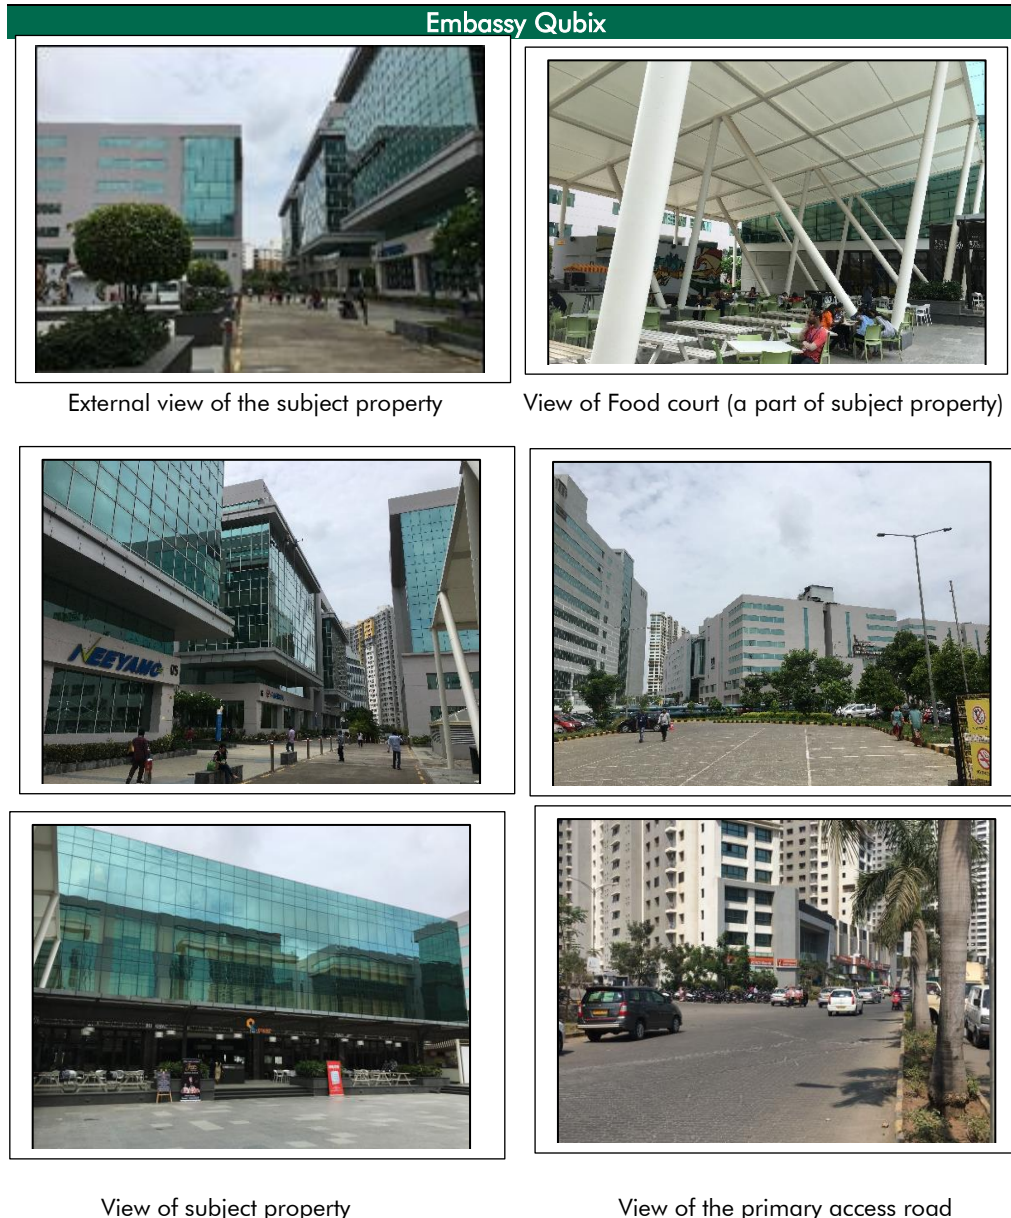 Embassy Qubix
External view of the subject property
View of Food court (a part of subject property)
NEEYAMO 05
View of subject property
View of the primary access road